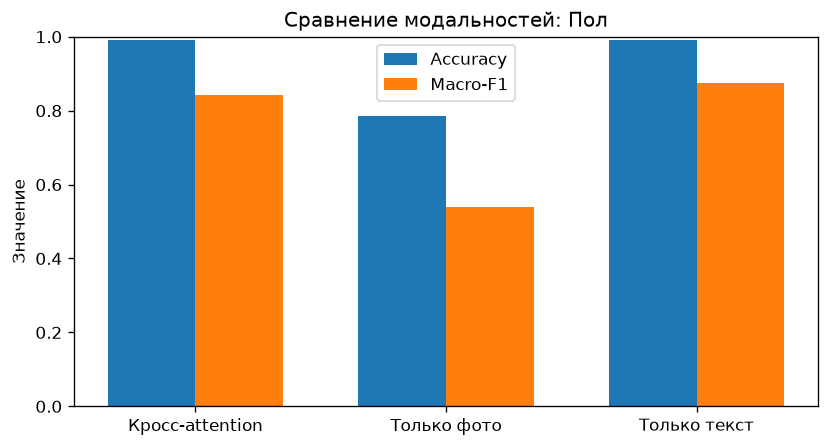 Сравнение модальностей: Пол
Accuracy
Macro-F1
Значение
1.0
0.8
0.6
0.4
0.2
0.0
Кросс-attention
Только фото
Только текст